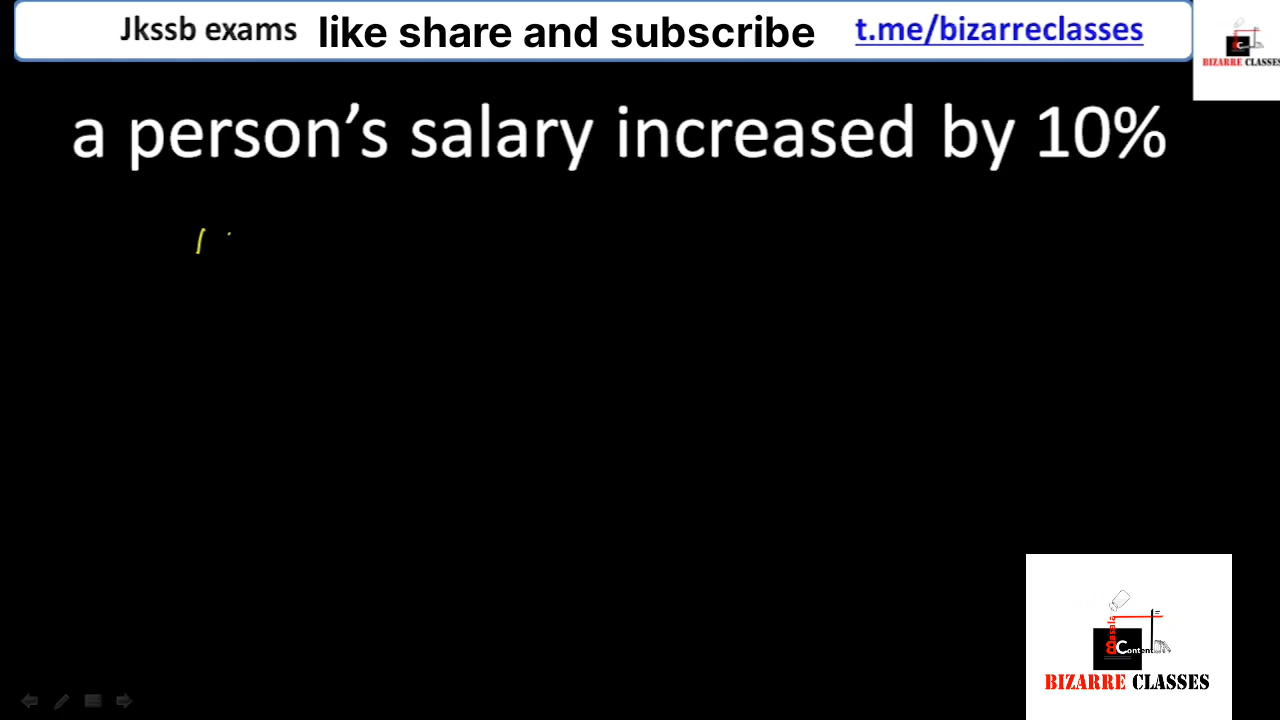 Jkssb exams like share and subscribe t.me/bizarreclasses
BIZARRE CLASSES
a person's salary increased by 10%
BIZARRE CLASSES